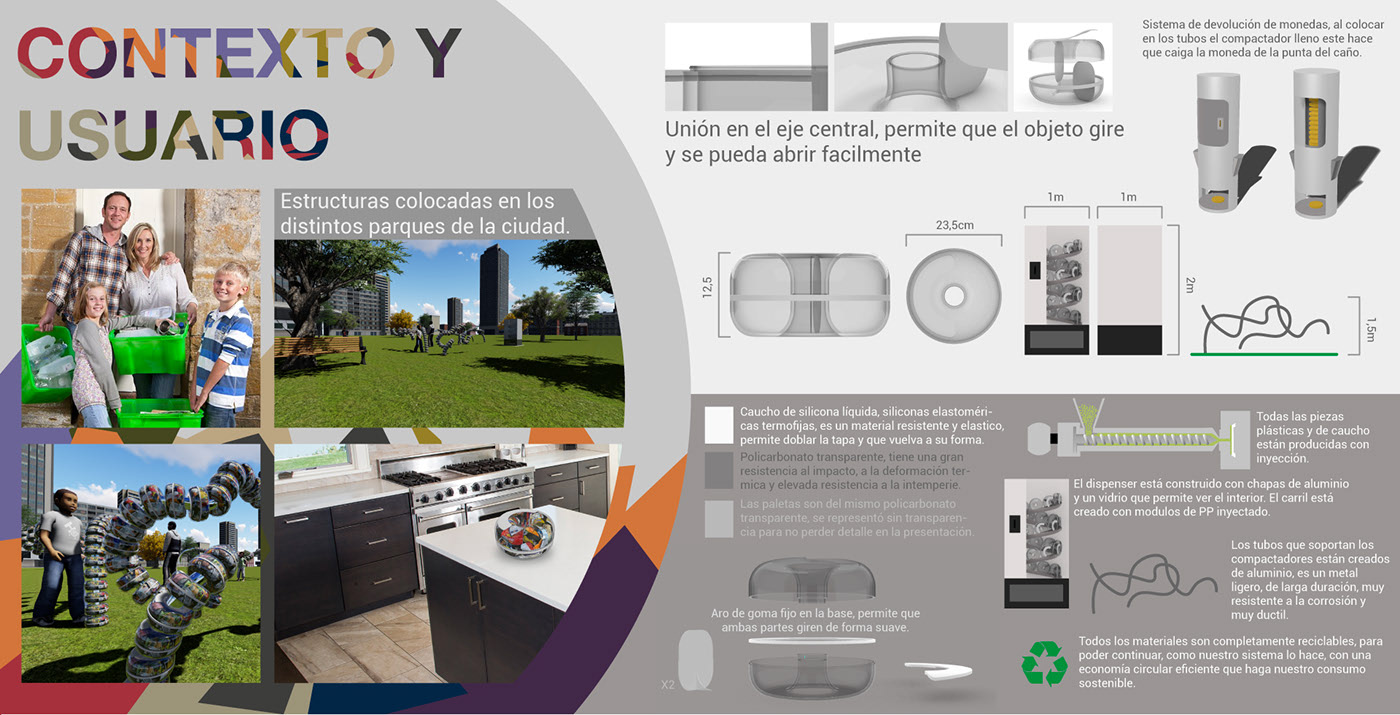 CONTEXTO Y
USUARIO
Estructuras colocadas en los
distintos parques de la ciudad.
Unión en el eje central, permite que el objeto gire
y se pueda abrir facilmente
Sistema de devolución de monedas, al colocar
en los tubos el compactador lleno este hace
que caiga la moneda de la punta del caño.
12,5
23,5cm
1m
1m
2m
1,5m
Caucho de silicona líquida, siliconas elastoméri-
cas termofijas, es un material resistente y elastico,
permite doblar la tapa y que vuelva a su forma.
Policarbonato transparente, tiene una gran
resistencia al impacto, a la deformación ter-
mica y elevada resistencia a la intemperie.
Las paletas son del mismo policarbonato
transparente, se representó sin transparen-
cia para no perder detalle en la presentación.
Aro de goma fijo en la base, permite que
ambas partes giren de forma suave.
X2
Todas las piezas
plásticas y de caucho
están producidas con
inyección.
El dispenser está construido con chapas de aluminio
y un vidrio que permite ver el interior. El carril está
creado con modulos de PP inyectado.
Los tubos que soportan los
compactadores están creados
de aluminio, es un metal
ligero, de larga duración, muy
resistente a la corrosión y
muy ductil.
Todos los materiales son completamente reciclables, para
poder continuar, como nuestro sistema lo hace, con una
economía circular eficiente que haga nuestro consumo
sostenible.